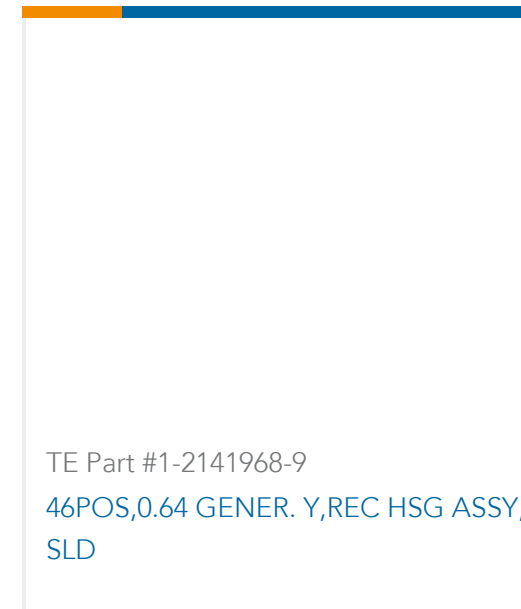 TE Part #1-2141968-9
46POS,0.64 GENER. Y,REC HSG ASSY,
SLD